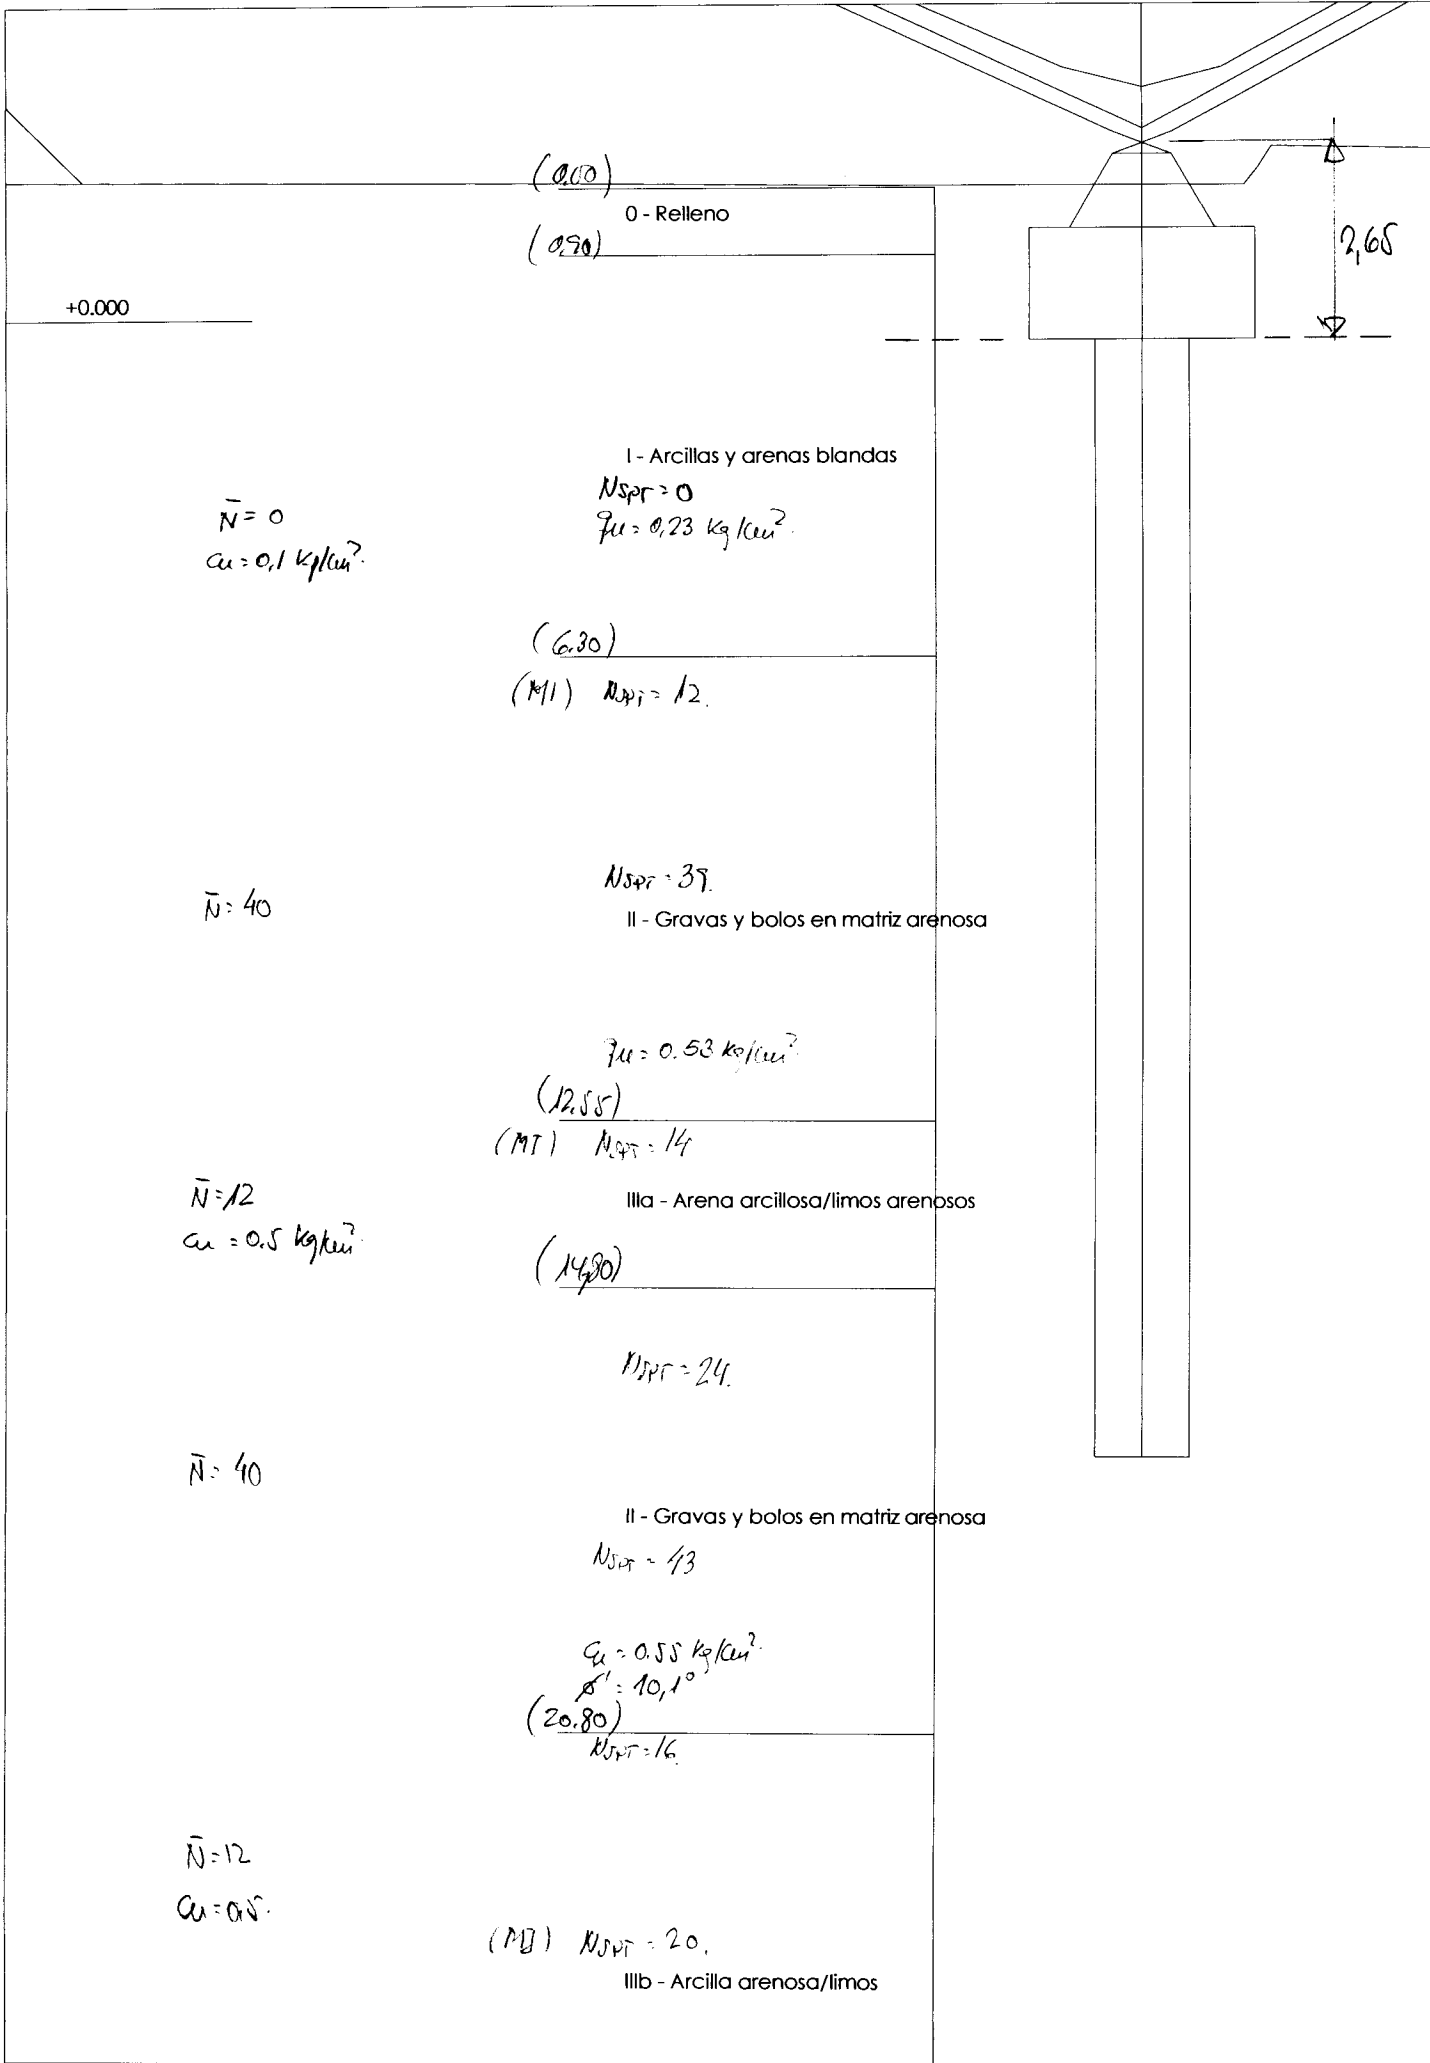 (0.00)
0 - Relleno
(0.90)
2,65
+0.000
I - Arcillas y arenas blandas
NSPT = 0
N̄ = 0
qu = 0,23 kg/cm².
cu = 0,1 kp/cm².
(6.30)
(MI) NSPT = 12.
NSPT = 39.
N̄ = 40
II - Gravas y bolos en matriz arenosa
qu = 0.53 kg/cm².
(12.55)
(MI) NSPT = 14
N̄ = 12
IIIa - Arena arcillosa/limos arenosos
cu = 0.5 kg/cm².
(14,80)
NSPT = 24.
N̄ = 40
II - Gravas y bolos en matriz arenosa
NSPT = 43
cu = 0.55 kg/cm².
ø' = 10,1°
(20.80)
NSPT = 16.
N̄ = 12
cu = 0.5.
NSPT = 20.
IIIb - Arcilla arenosa/limos